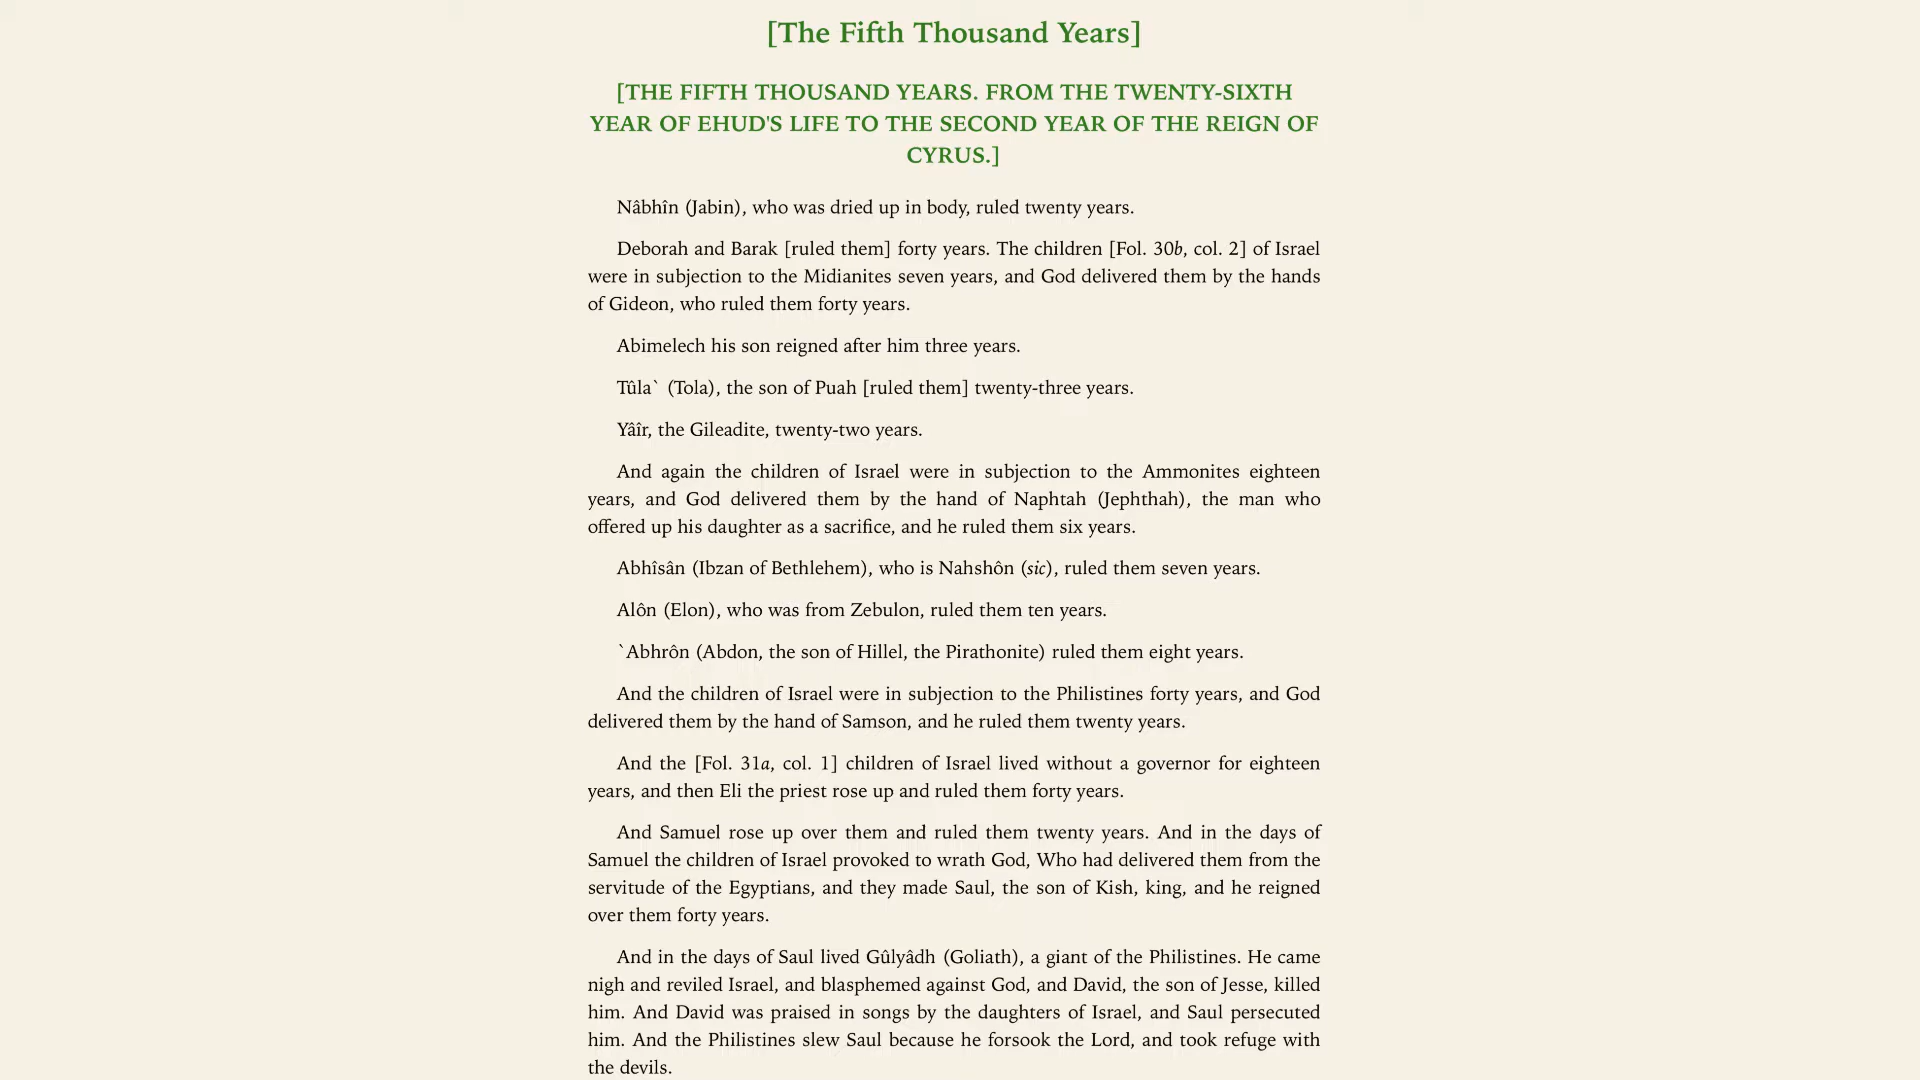 [The Fifth Thousand Years]
[THE FIFTH THOUSAND YEARS. FROM THE TWENTY-SIXTH
YEAR OF EHUD'S LIFE TO THE SECOND YEAR OF THE REIGN OF
CYRUS.]
Nâbhîn (Jabin), who was dried up in body, ruled twenty years.
Deborah and Barak [ruled them] forty years. The children [Fol. 30b, col. 2] of Israel
were in subjection to the Midianites seven years, and God delivered them by the hands
of Gideon, who ruled them forty years.
Abimelech his son reigned after him three years.
Tûla` (Tola), the son of Puah [ruled them] twenty-three years.
Yâîr, the Gileadite, twenty-two years.
And again the children of Israel were in subjection to the Ammonites eighteen
years, and God delivered them by the hand of Naphtah (Jephthah), the man who
offered up his daughter as a sacrifice, and he ruled them six years.
Abhîsân (Ibzan of Bethlehem), who is Nahshôn (sic), ruled them seven years.
Alôn (Elon), who was from Zebulon, ruled them ten years.
`Abhrôn (Abdon, the son of Hillel, the Pirathonite) ruled them eight years.
And the children of Israel were in subjection to the Philistines forty years, and God
delivered them by the hand of Samson, and he ruled them twenty years.
And the [Fol. 31a, col. 1] children of Israel lived without a governor for eighteen
years, and then Eli the priest rose up and ruled them forty years.
And Samuel rose up over them and ruled them twenty years. And in the days of
Samuel the children of Israel provoked to wrath God, Who had delivered them from the
servitude of the Egyptians, and they made Saul, the son of Kish, king, and he reigned
over them forty years.
And in the days of Saul lived Gûlyâdh (Goliath), a giant of the Philistines. He came
nigh and reviled Israel, and blasphemed against God, and David, the son of Jesse, killed
him. And David was praised in songs by the daughters of Israel, and Saul persecuted
him. And the Philistines slew Saul because he forsook the Lord, and took refuge with
the devils.